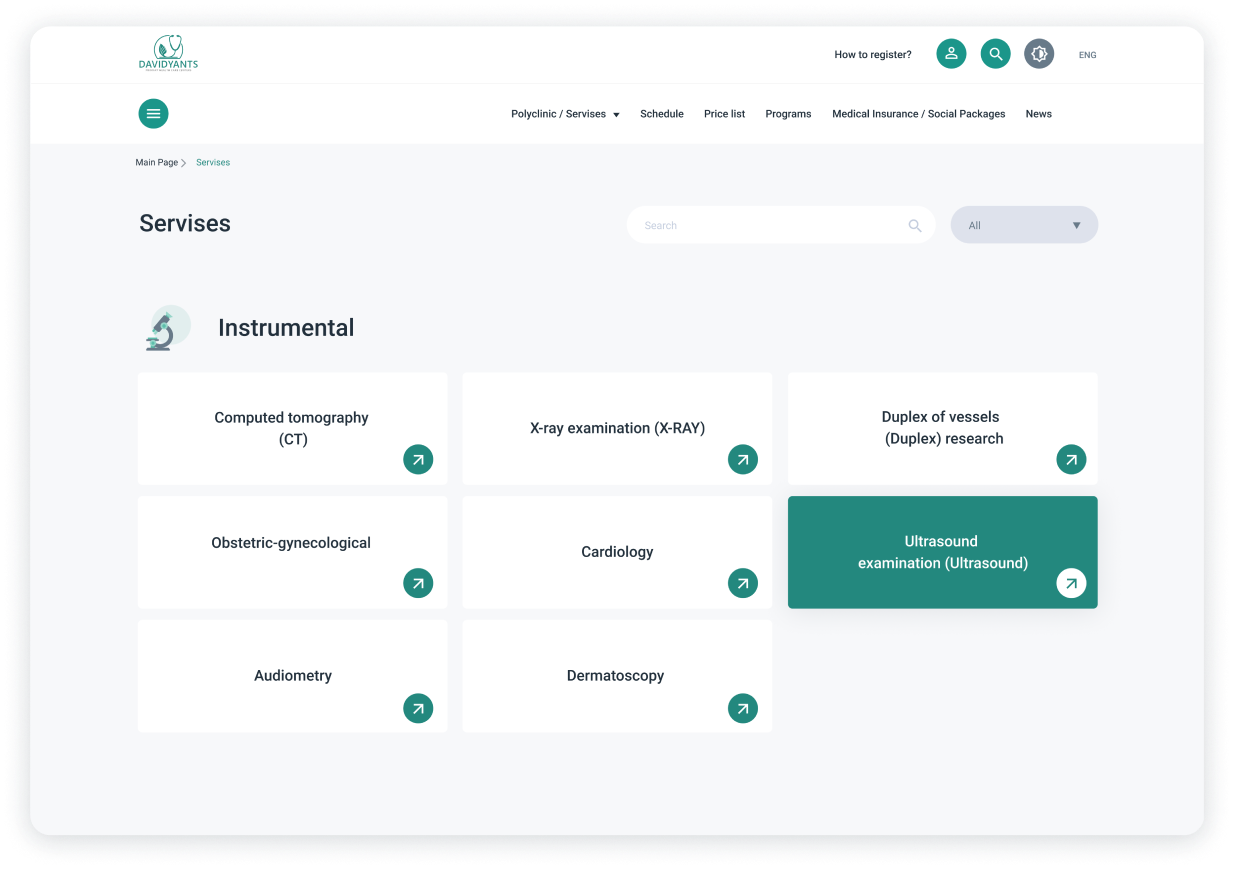 DAVIDYANTS
How to register?
ENG
Polyclinic / Servises
Schedule
Price list
Programs
Medical Insurance / Social Packages
News
Main Page
Servises
Servises
Search
All
Instrumental
Computed tomography
(CT)
X-ray examination (X-RAY)
Duplex of vessels
(Duplex) research
Obstetric-gynecological
Cardiology
Ultrasound
examination (Ultrasound)
Audiometry
Dermatoscopy